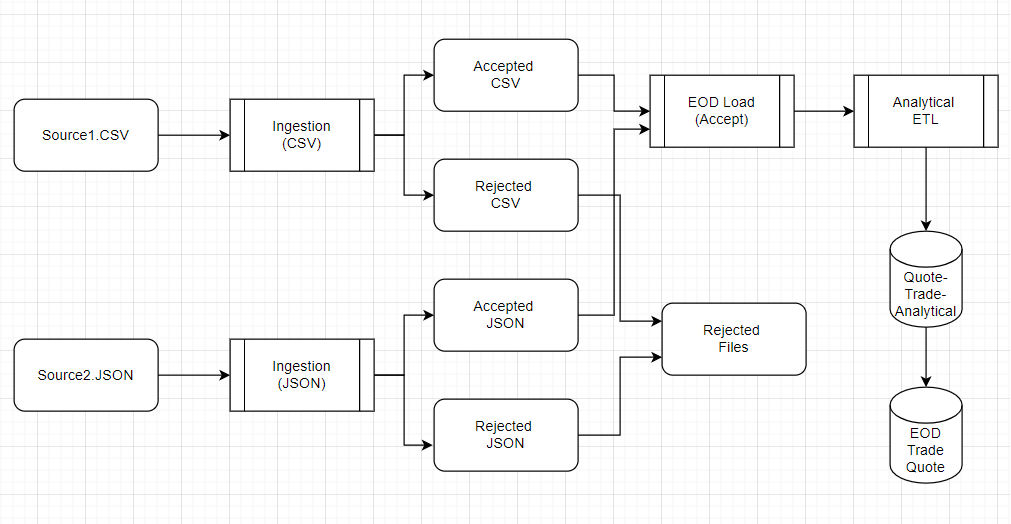 Source1.CSV
Ingestion
(CSV)
Accepted
CSV
Rejected
CSV
EOD Load
(Accept)
Analytical
ETL
Quote-
Trade-
Analytical
EOD
Trade
Quote
Source2.JSON
Ingestion
(JSON)
Accepted
JSON
Rejected
JSON
Rejected
Files